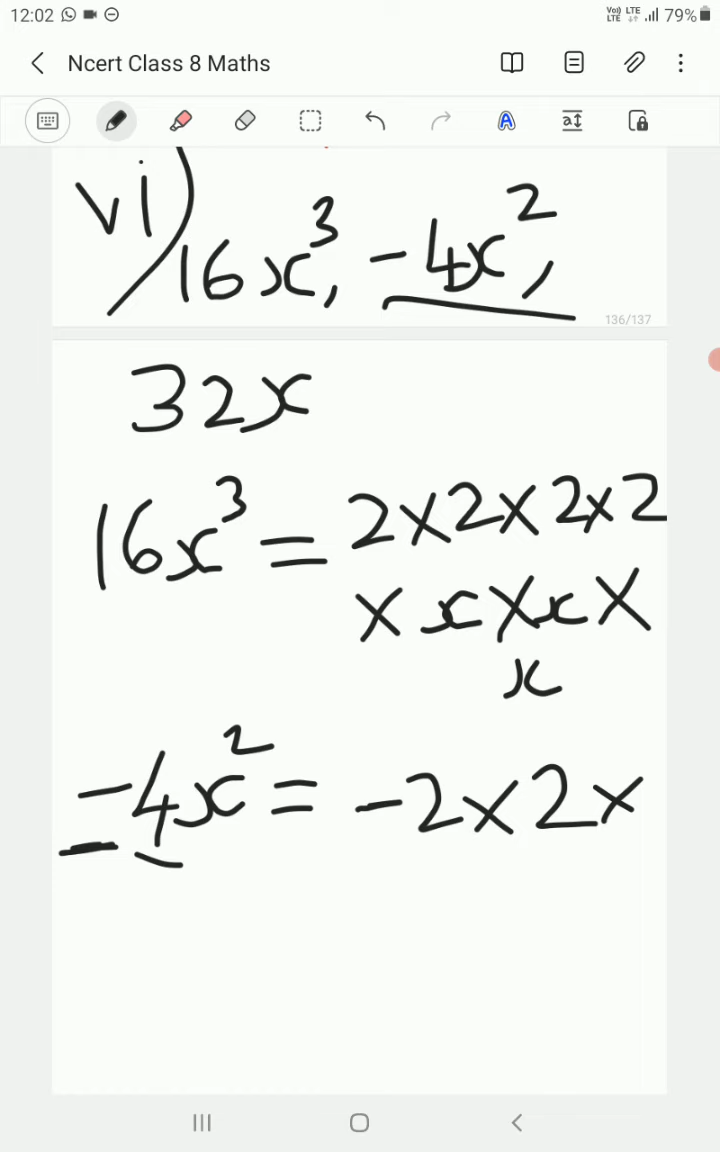 12:02 Vo) LTE LTE 79%
Ncert Class 8 Maths
vi) 16x³, -4x²,
136/137
32x
16x³ = 2×2×2×2
×x×x×
x
-4x² = -2×2×